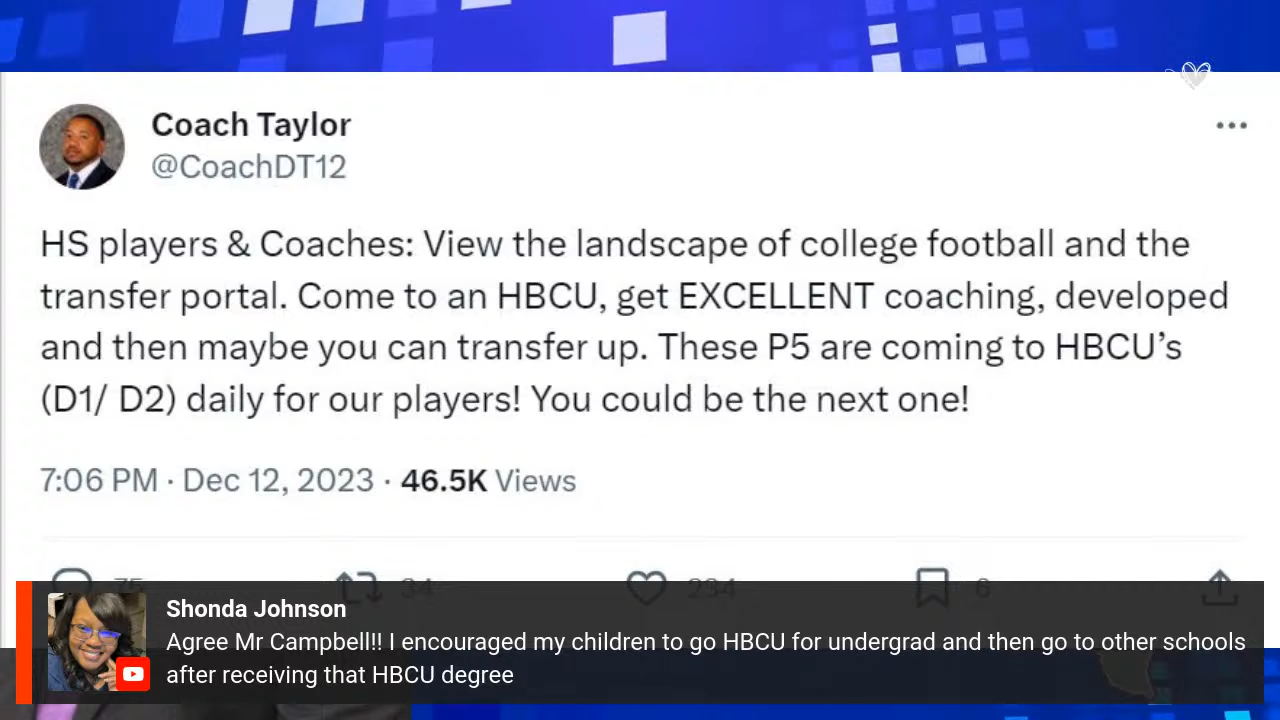 Coach Taylor
@CoachDT12
HS players & Coaches: View the landscape of college football and the
transfer portal. Come to an HBCU, get EXCELLENT coaching, developed
and then maybe you can transfer up. These P5 are coming to HBCU’s
(D1/ D2) daily for our players! You could be the next one!
7:06 PM · Dec 12, 2023 · 46.5K Views
75 34 234 6
Shonda Johnson
Agree Mr Campbell!! I encouraged my children to go HBCU for undergrad and then go to other schools
after receiving that HBCU degree